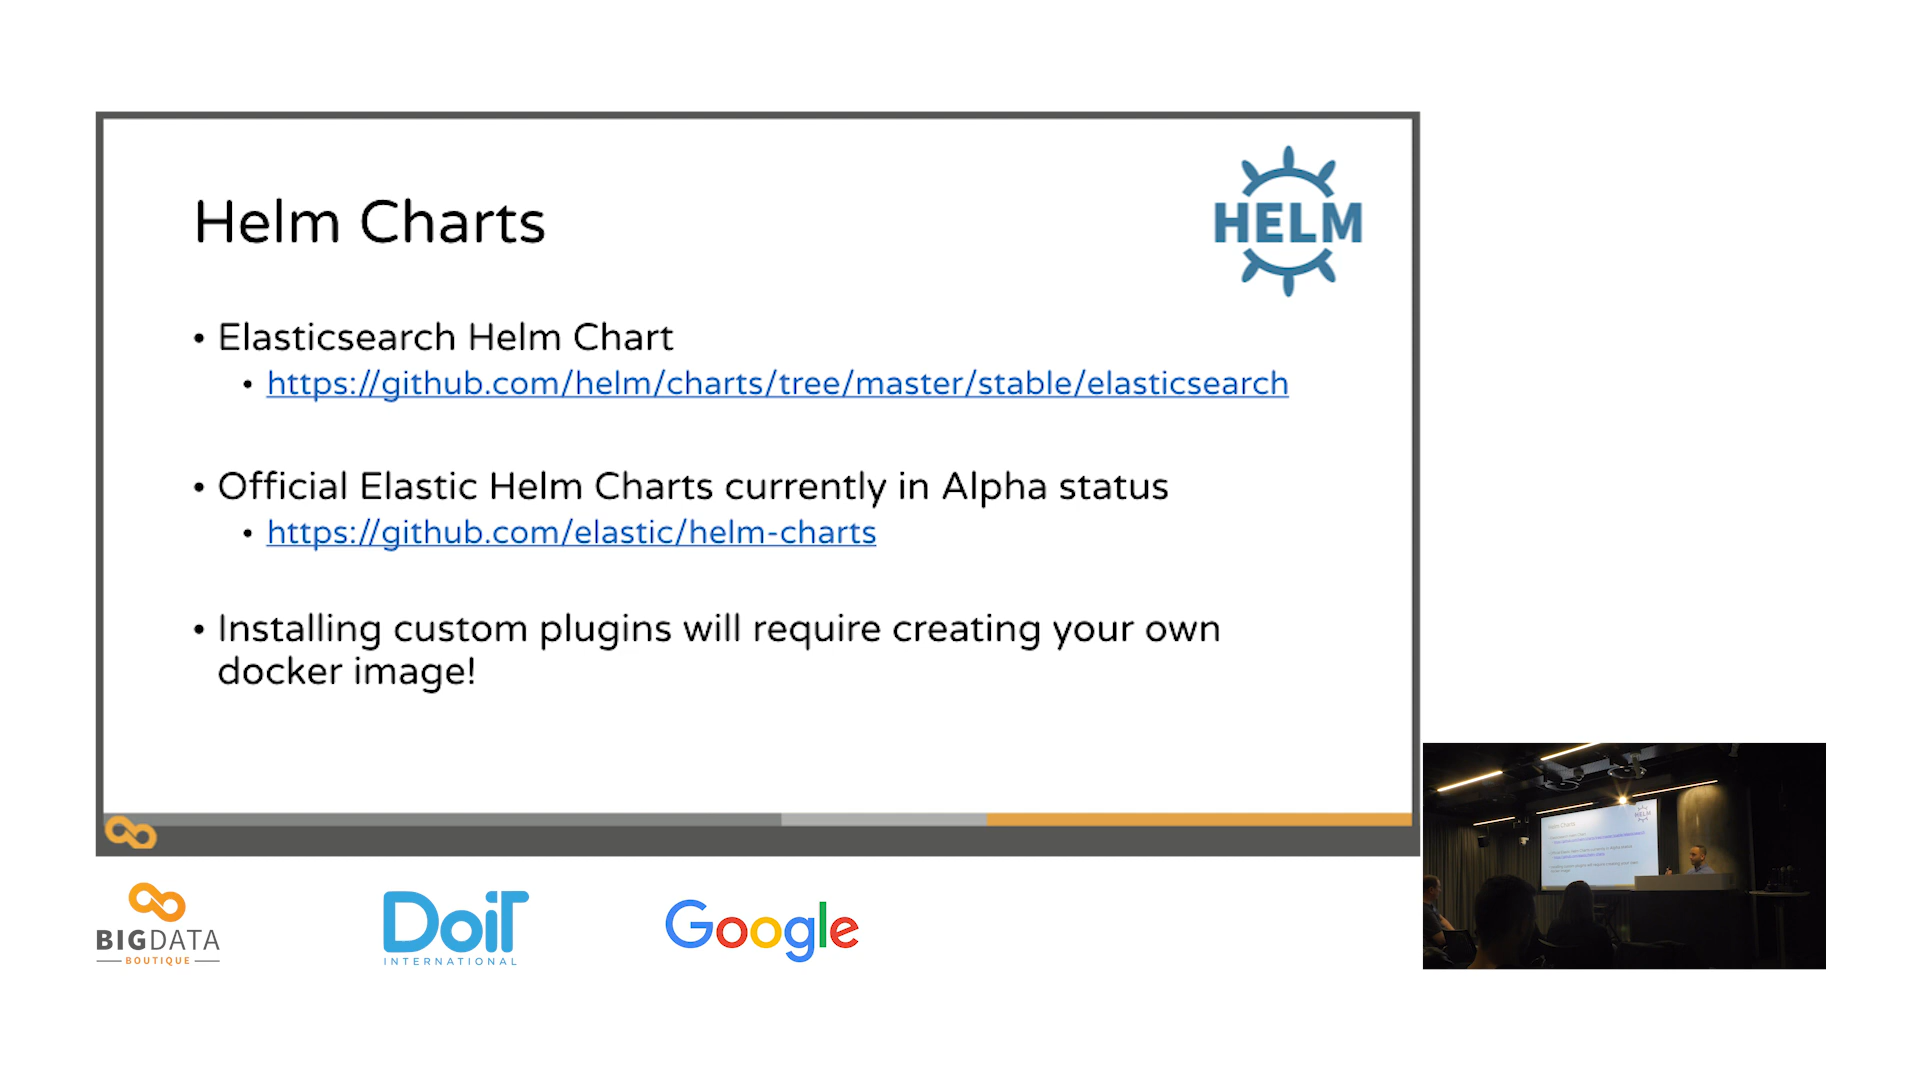 Helm Charts
HELM
• Elasticsearch Helm Chart
• https://github.com/helm/charts/tree/master/stable/elasticsearch
• Official Elastic Helm Charts currently in Alpha status
• https://github.com/elastic/helm-charts
• Installing custom plugins will require creating your own
docker image!
BIGDATA
BOUTIQUE
DoiT
INTERNATIONAL
Google